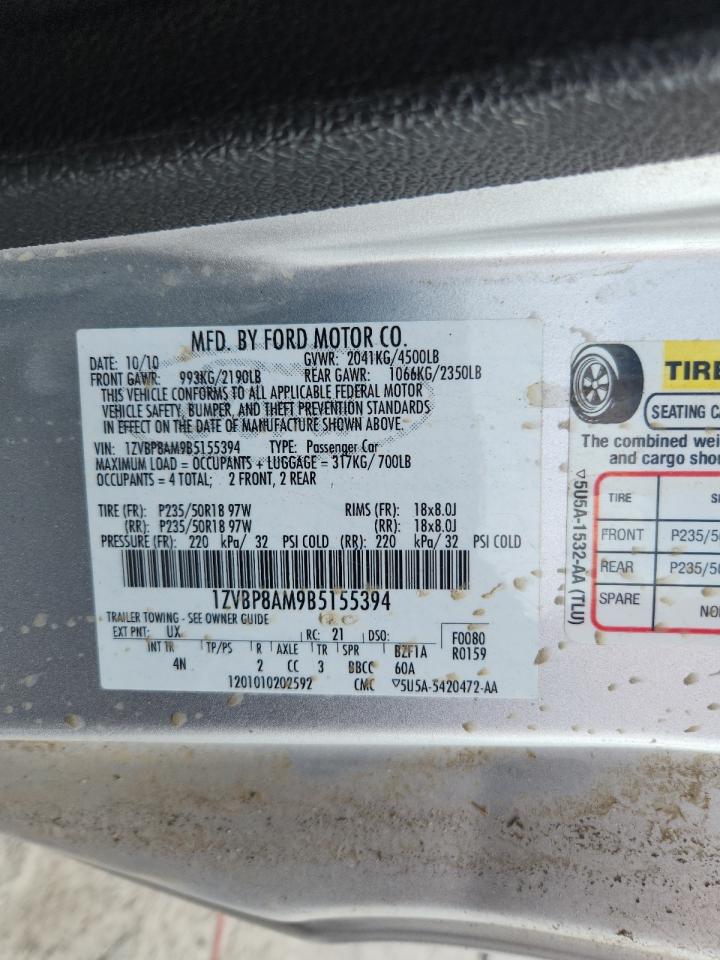 MFD. BY FORD MOTOR CO.
DATE: 10/10 GVWR: 2041KG/4500LB
FRONT GAWR: 993KG/2190LB REAR GAWR: 1066KG/2350LB
THIS VEHICLE CONFORMS TO ALL APPLICABLE FEDERAL MOTOR
VEHICLE SAFETY, BUMPER, AND THEFT PREVENTION STANDARDS
IN EFFECT ON THE DATE OF MANUFACTURE SHOWN ABOVE.
VIN: 1ZVBP8AM9B5155394 TYPE: Passenger Car
MAXIMUM LOAD = OCCUPANTS + LUGGAGE = 317KG/700LB
OCCUPANTS = 4 TOTAL; 2 FRONT, 2 REAR
TIRE (FR): P235/50R18 97W RIMS (FR): 18x8.0J
(RR): P235/50R18 97W (RR): 18x8.0J
PRESSURE (FR): 220 kPa/ 32 PSI COLD (RR): 220 kPa/ 32 PSI COLD
1ZVBP8AM9B5155394
TRAILER TOWING - SEE OWNER GUIDE
EXT PNT: UX RC: 21 DSO: F0080
INT TR TP/PS R AXLE TR SPR BZF1A R0159
4N 2 CC 3 BBCC 60A
1201010202592 CMC ▽5U5A-5420472-AA
TIRE
SEATING CA
The combined wei
and cargo shou
TIRE SI
FRONT P235/50
REAR P235/50
SPARE NO
▽5U5A-1532-AA (TLU)